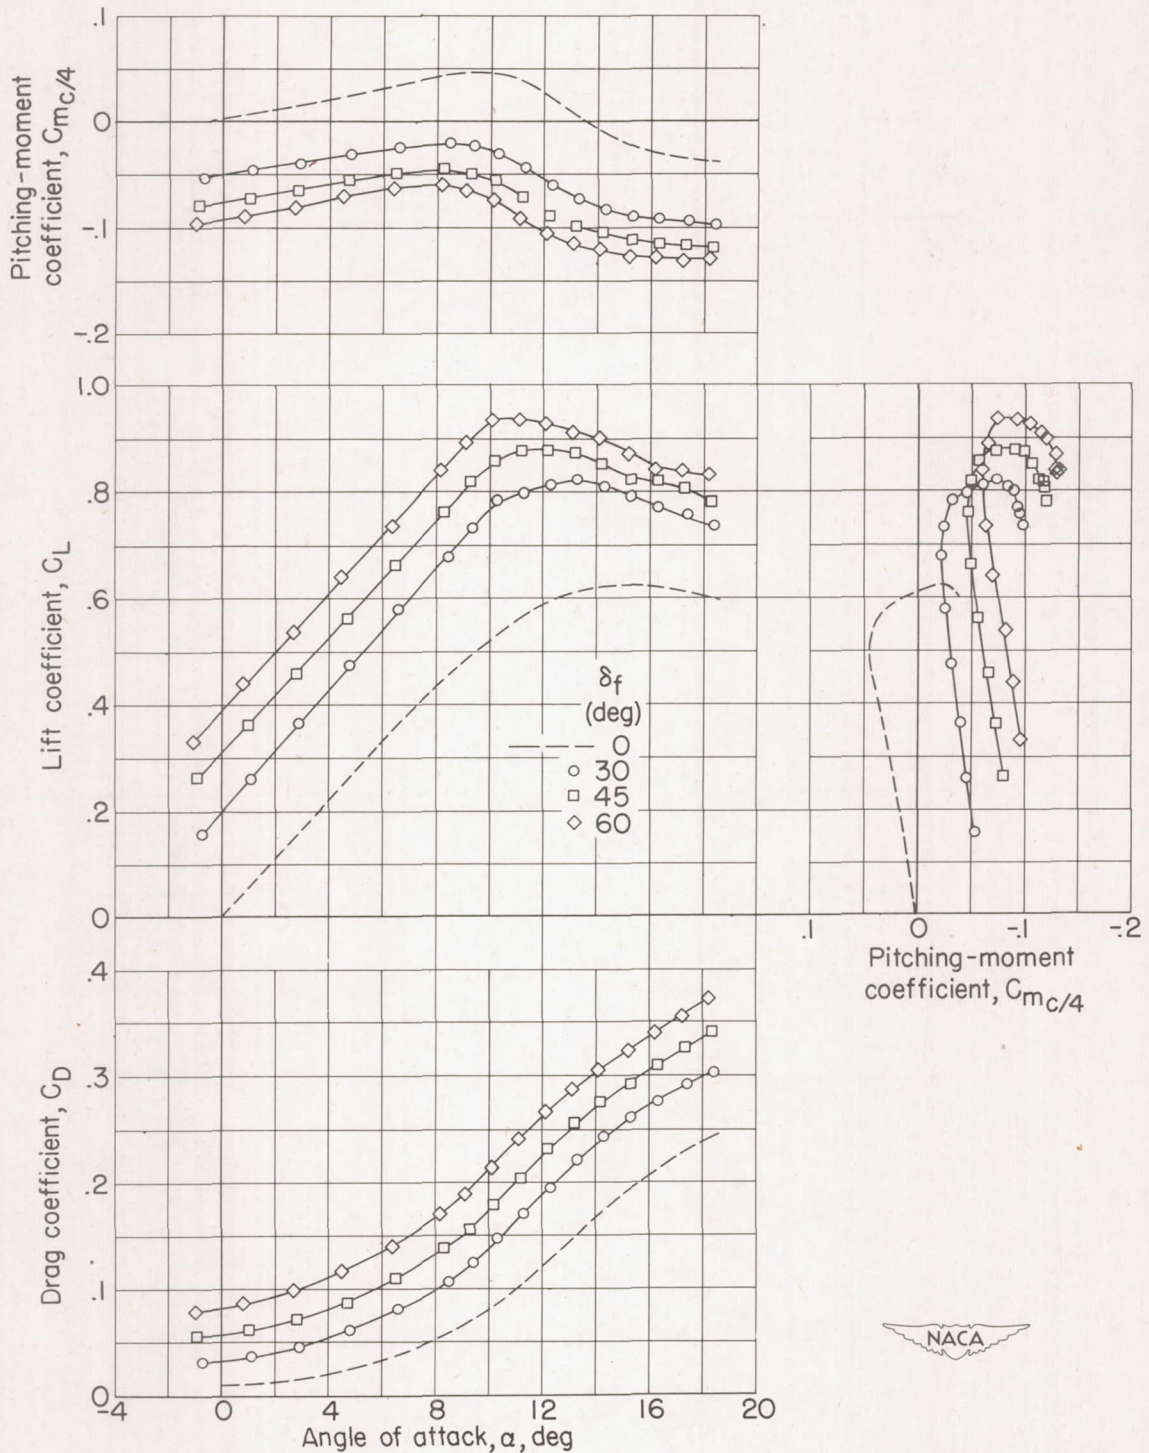 .1
0
-.1
-.2
Pitching-moment
coefficient, Cmc/4
1.0
.8
.6
.4
.2
0
Lift coefficient, CL
δf
(deg)
0
30
45
60
.1 0 -.1 -.2
Pitching-moment
coefficient, Cmc/4
.4
.3
.2
.1
0
Drag coefficient, CD
-4 0 4 8 12 16 20
Angle of attack, α, deg
NACA